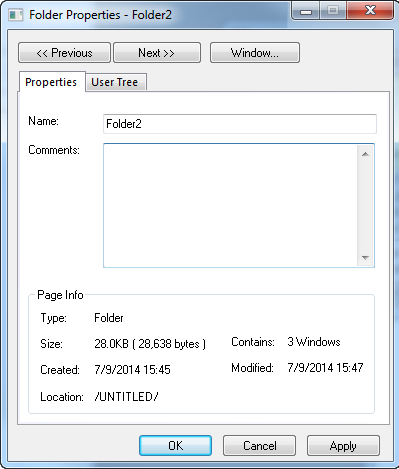 Folder Properties - Folder2
<< Previous Next >> Window...
Properties User Tree
Name: Folder2
Comments:
Page Info
Type: Folder
Size: 28.0KB ( 28,638 bytes ) Contains: 3 Windows
Created: 7/9/2014 15:45 Modified: 7/9/2014 15:47
Location: /UNTITLED/
OK Cancel Apply